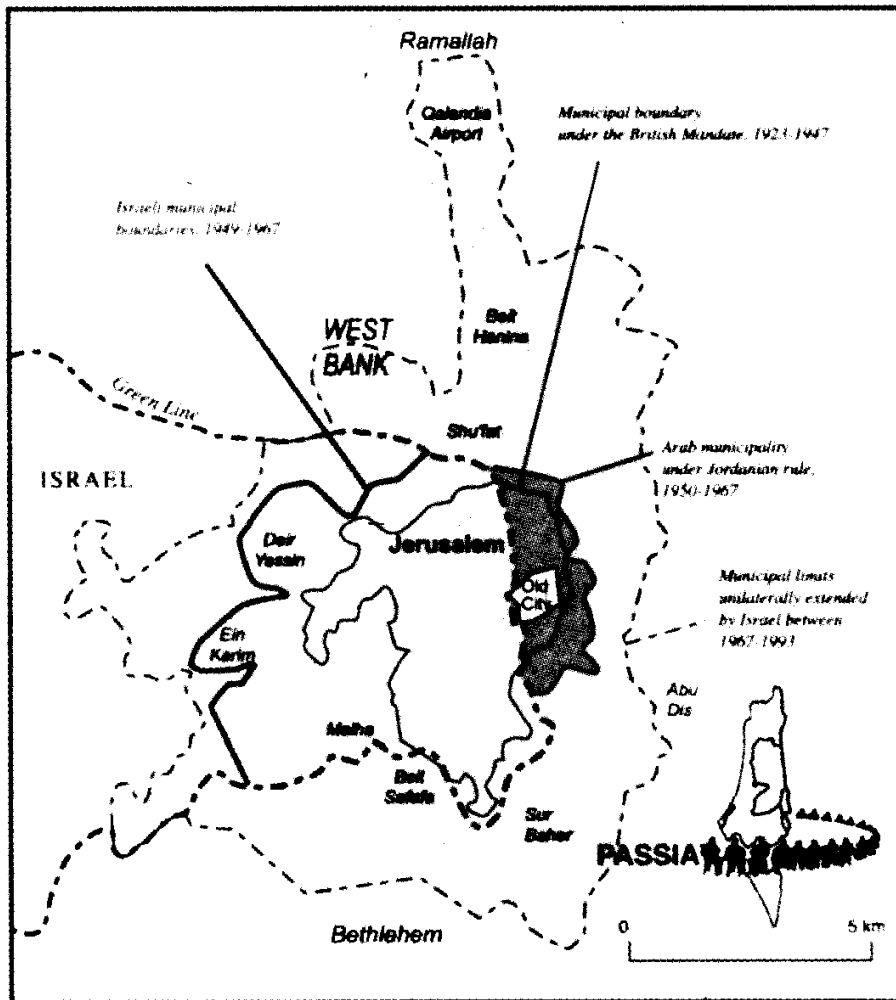 Ramallah
Qalandia
Airport
Municipal boundary
under the British Mandate, 1923-1947
Israeli municipal
boundaries, 1949-1967
WEST
BANK
Beit
Hanina
Green Line
Shu'fat
ISRAEL
Arab municipality
under Jordanian rule,
1950-1967
Deir
Yassin
Jerusalem
Old
City
Municipal limits
unilaterally extended
by Israel between
1967-1993
Ein
Karim
Abu
Dis
Malha
Beit
Safafa
Sur
Baher
PASSIA
Bethlehem
0 5 km